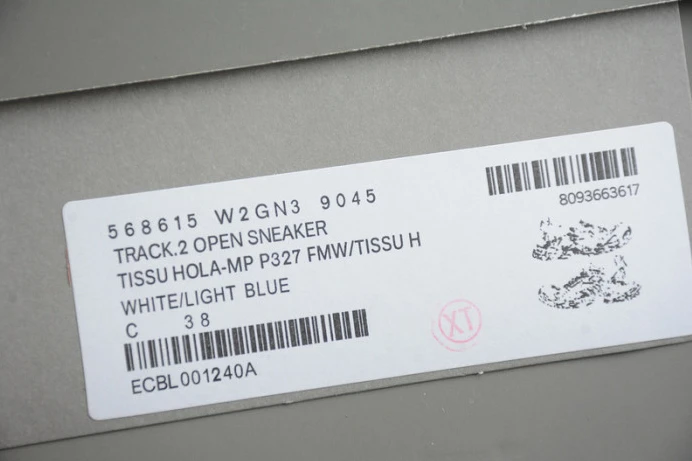 568615 W2GN3 9045
TRACK.2 OPEN SNEAKER
TISSU HOLA-MP P327 FMW/TISSU H
WHITE/LIGHT BLUE
C 38
ECBL001240A
8093663617
XT